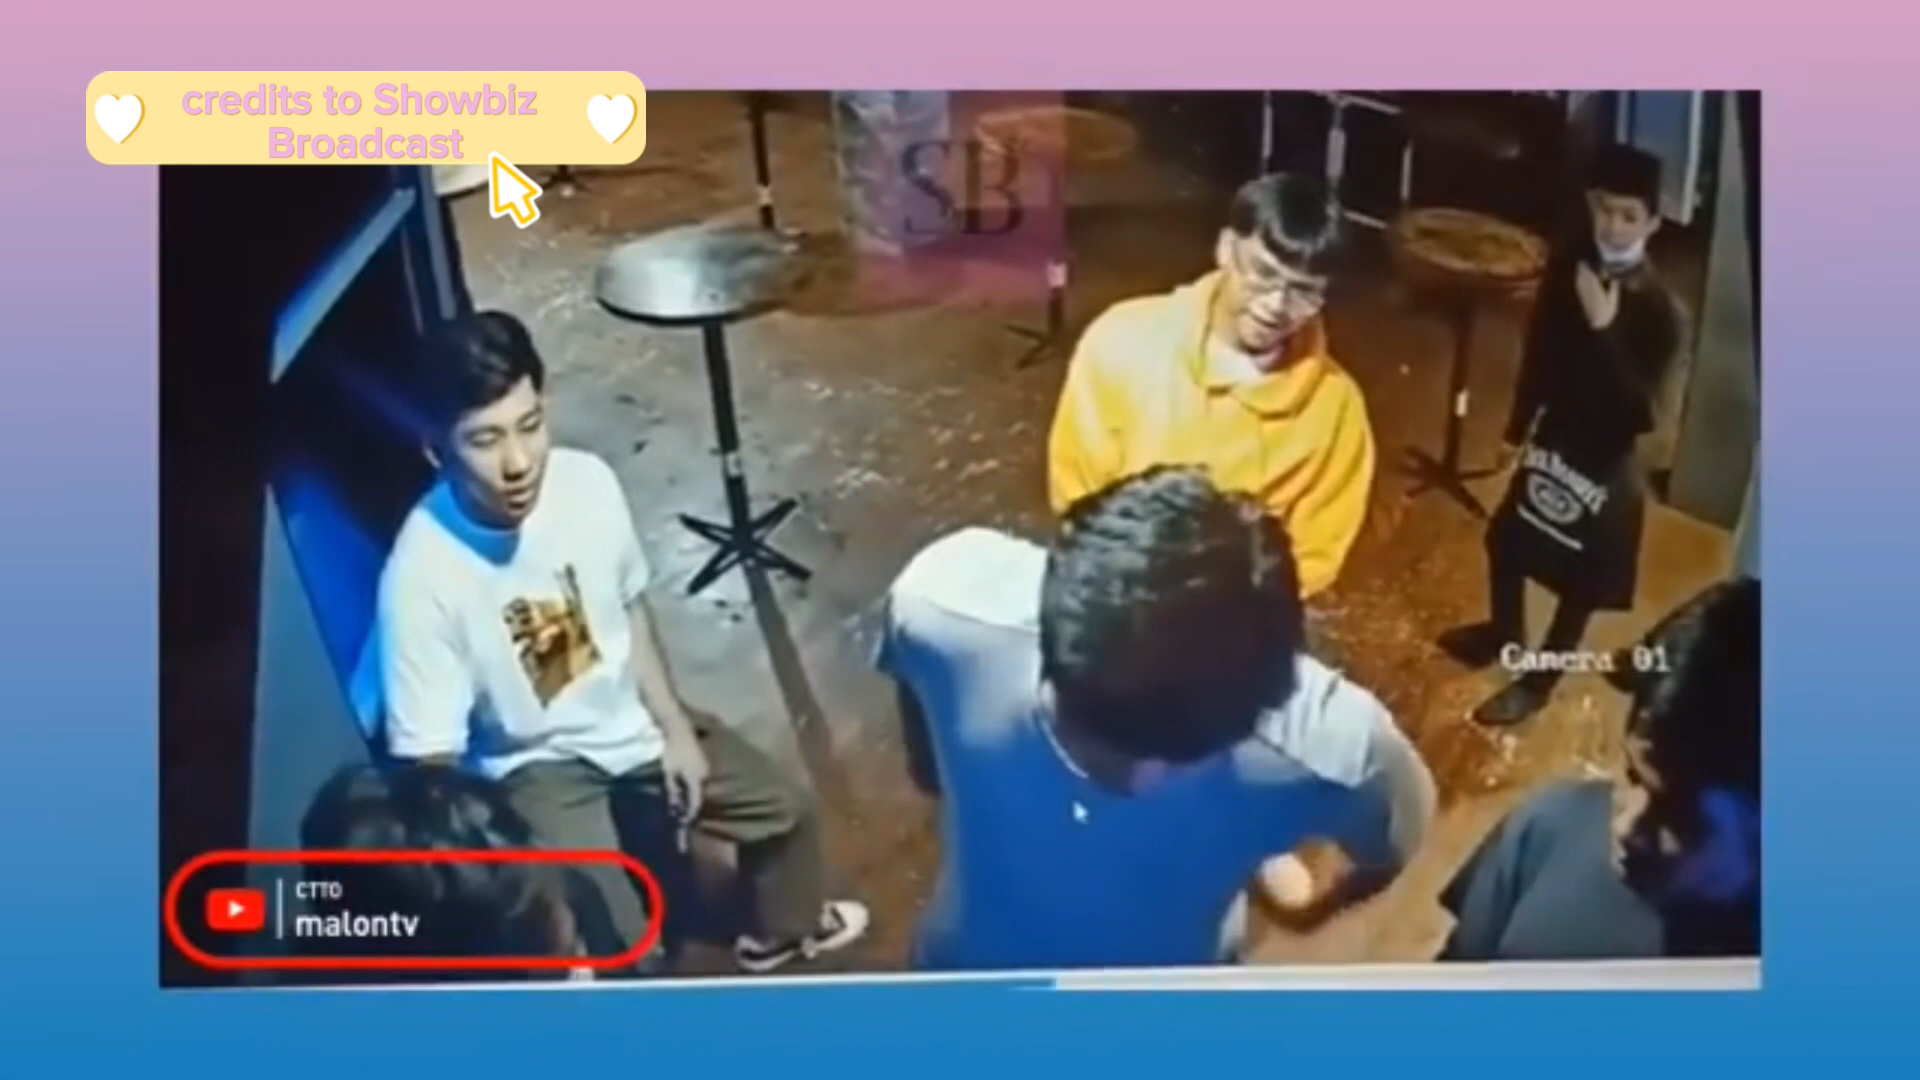 credits to Showbiz
Broadcast
SB
Camera 01
CTTO
malontv